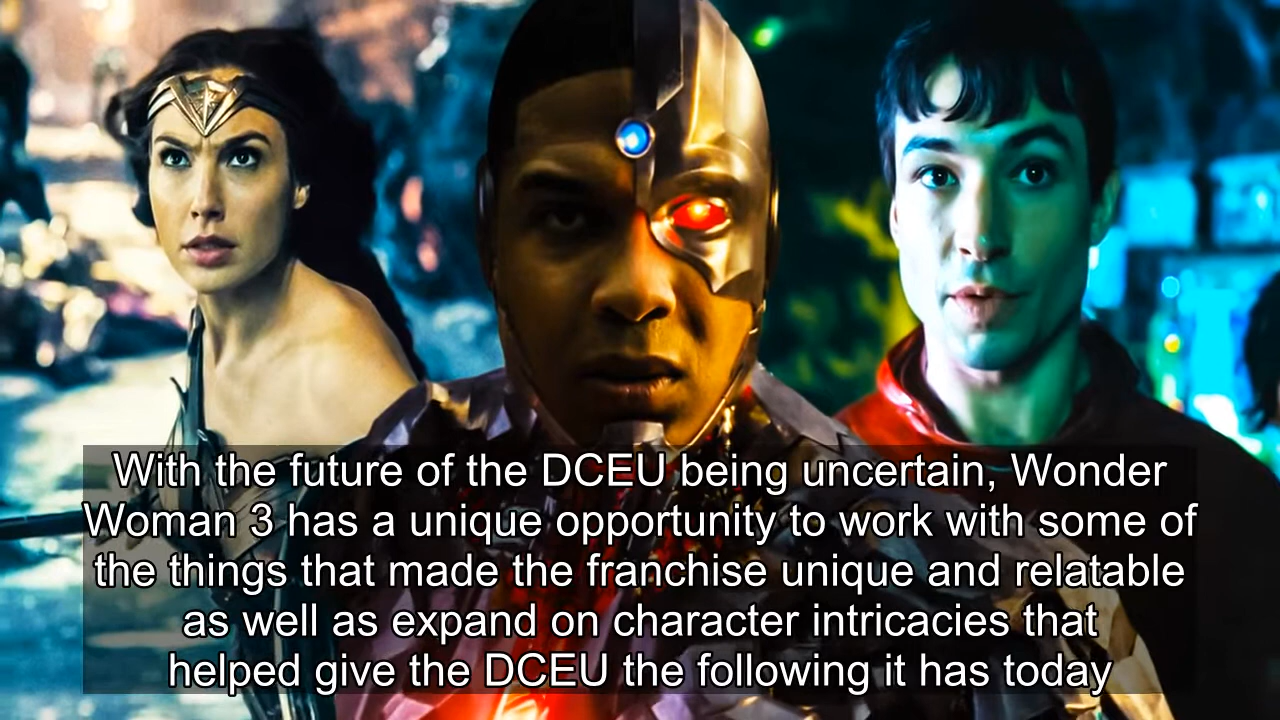 With the future of the DCEU being uncertain, Wonder
Woman 3 has a unique opportunity to work with some of
the things that made the franchise unique and relatable
as well as expand on character intricacies that
helped give the DCEU the following it has today